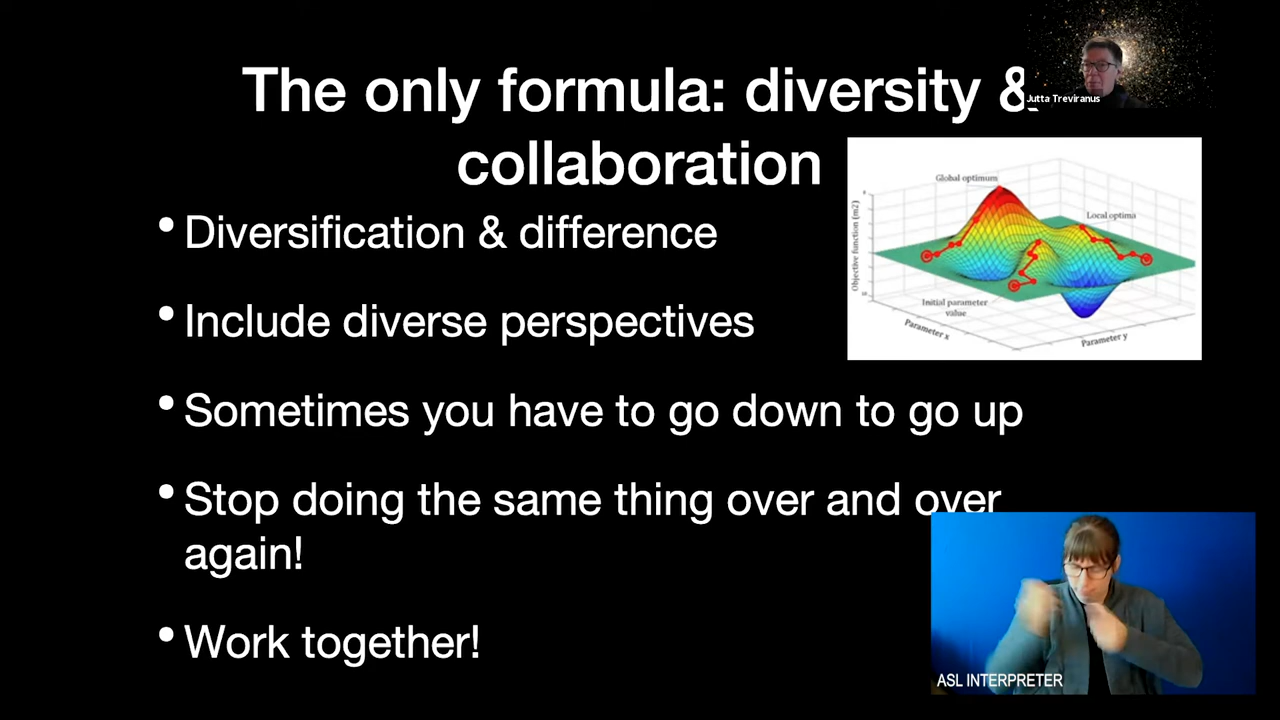 The only formula: diversity &
collaboration
Jutta Treviranus
• Diversification & difference
• Include diverse perspectives
• Sometimes you have to go down to go up
• Stop doing the same thing over and over
again!
• Work together!
Global optimum
Local optima
Objective function (m2)
Initial parameter
value
Parameter x
Parameter y
ASL INTERPRETER